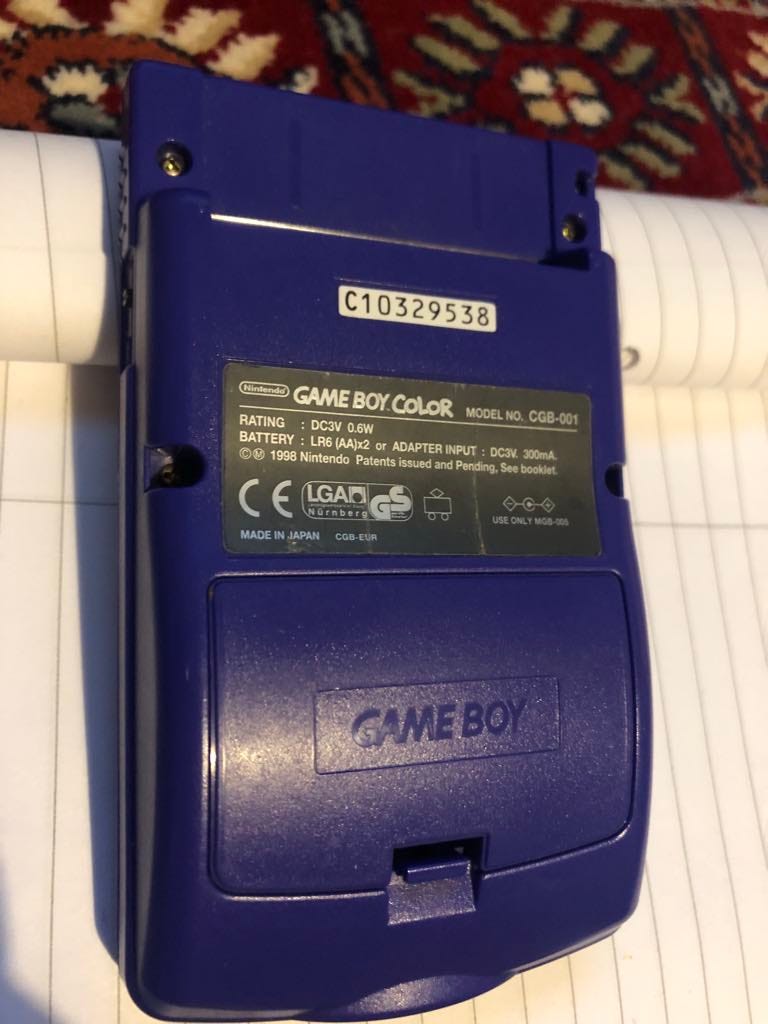 C10329538
Nintendo GAME BOY COLOR MODEL NO. CGB-001
RATING : DC3V 0.6W
BATTERY : LR6 (AA)x2 or ADAPTER INPUT : DC3V. 300mA.
©Ⓜ 1998 Nintendo Patents issued and Pending, See booklet.
CE LGA GS
Nürnberg
USE ONLY MGB-005
MADE IN JAPAN CGB-EUR
GAME BOY